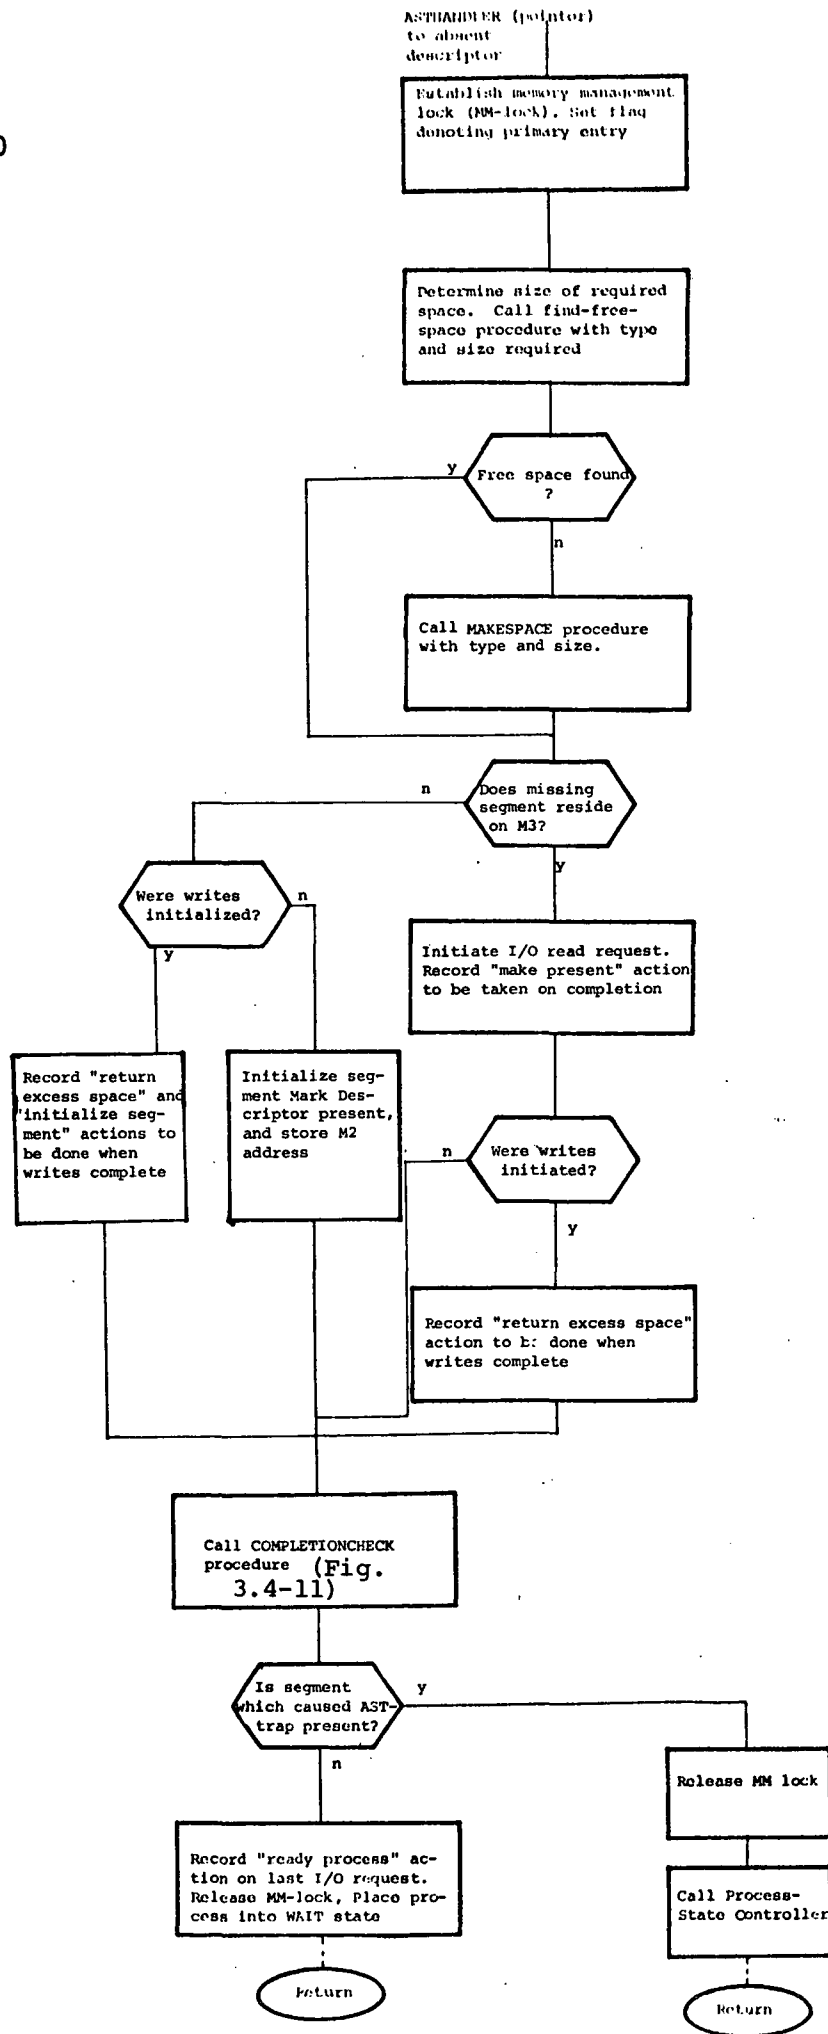 ASTHANDLER (pointor)
to absent
descriptor
Establish memory management
lock (MM-lock). Set flag
denoting primary entry
Determine size of required
space. Call find-free-
space procedure with type
and size required
y
Free space found
?
n
Call MAKESPACE procedure
with type and size.
n
Does missing
segment reside
on M3?
y
Were writes
initialized?
n
y
Initiate I/O read request.
Record "make present" action
to be taken on completion
Record "return
excess space" and
"initialize seg-
ment" actions to
be done when
writes complete
Initialize seg-
ment Mark Des-
criptor present,
and store M2
address
n
Were writes
initiated?
y
Record "return excess space"
action to be done when
writes complete
Call COMPLETIONCHECK
procedure (Fig.
3.4-11)
Is segment
which caused AST-
trap present?
y
n
Release MM lock
Record "ready process" ac-
tion on last I/O request.
Release MM-lock, Place pro-
cess into WAIT state
Call Process-
State Controller
Return
Return